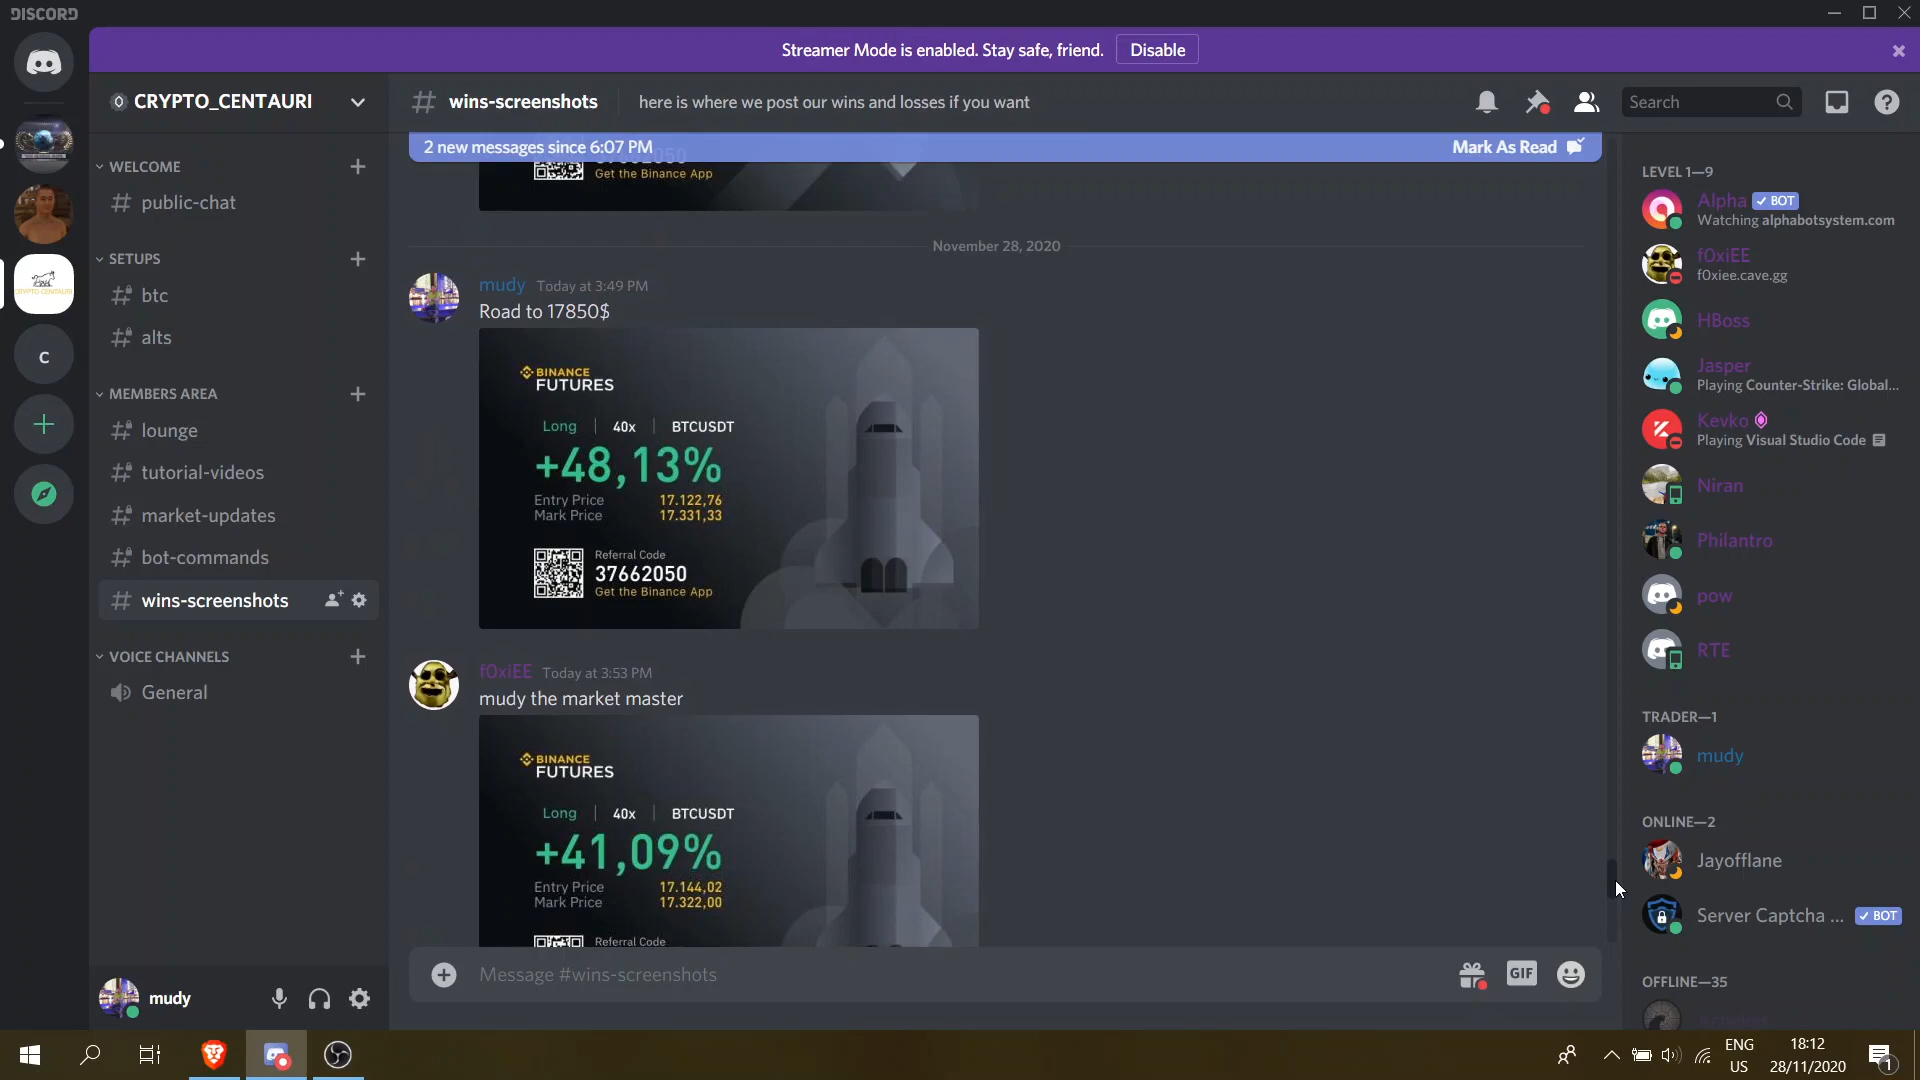 DISCORD
Streamer Mode is enabled. Stay safe, friend.
Disable
CRYPTO_CENTAURI
wins-screenshots
here is where we post our wins and losses if you want
Search
2 new messages since 6:07 PM
Mark As Read
WELCOME
public-chat
SETUPS
btc
alts
MEMBERS AREA
lounge
tutorial-videos
market-updates
bot-commands
wins-screenshots
VOICE CHANNELS
General
C
mudy
37662050
Get the Binance App
November 28, 2020
mudy Today at 3:49 PM
Road to 17850$
BINANCE
FUTURES
Long | 40x | BTCUSDT
+48,13%
Entry Price 17.122,76
Mark Price 17.331,33
Referral Code
37662050
Get the Binance App
f0xiEE Today at 3:53 PM
mudy the market master
BINANCE
FUTURES
Long | 40x | BTCUSDT
+41,09%
Entry Price 17.144,02
Mark Price 17.322,00
Referral Code
Message #wins-screenshots
GIF
LEVEL 1—9
Alpha BOT
Watching alphabotsystem.com
f0xiEE
f0xiee.cave.gg
HBoss
Jasper
Playing Counter-Strike: Global...
Kevko
Playing Visual Studio Code
Niran
Philantro
pow
RTE
TRADER—1
mudy
ONLINE—2
Jayofflane
Server Captcha ... BOT
OFFLINE—35
ENG
US
18:12
28/11/2020
1